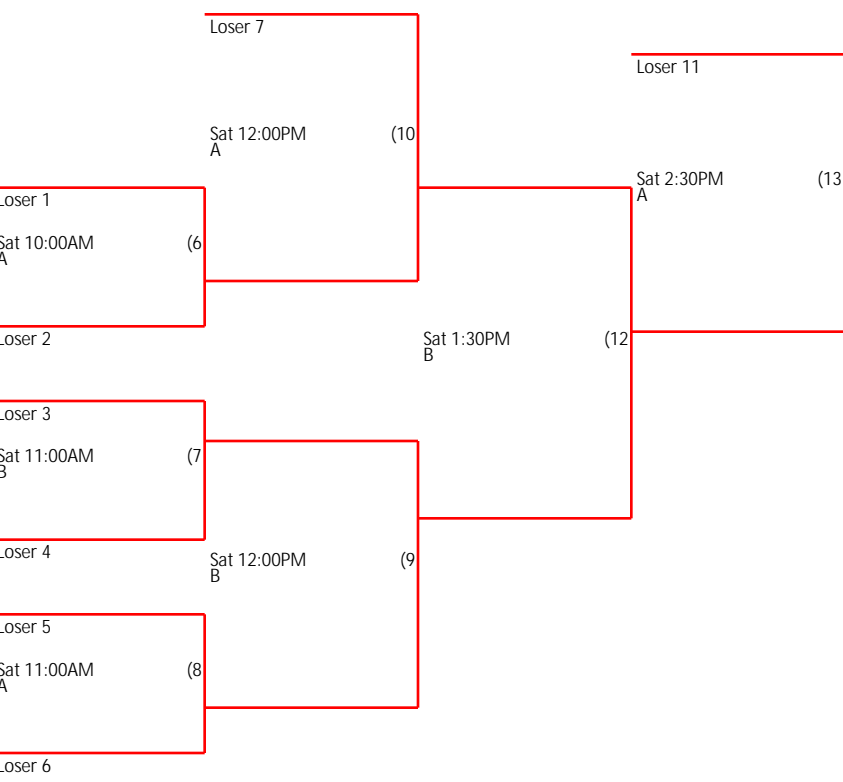 Loser 7
Loser 11
Sat 12:00PM (10
A
Sat 2:30PM (13
A
Loser 1
Sat 10:00AM (6
A
Loser 2
Sat 1:30PM (12
B
Loser 3
Sat 11:00AM (7
B
Loser 4
Sat 12:00PM (9
B
Loser 5
Sat 11:00AM (8
A
Loser 6